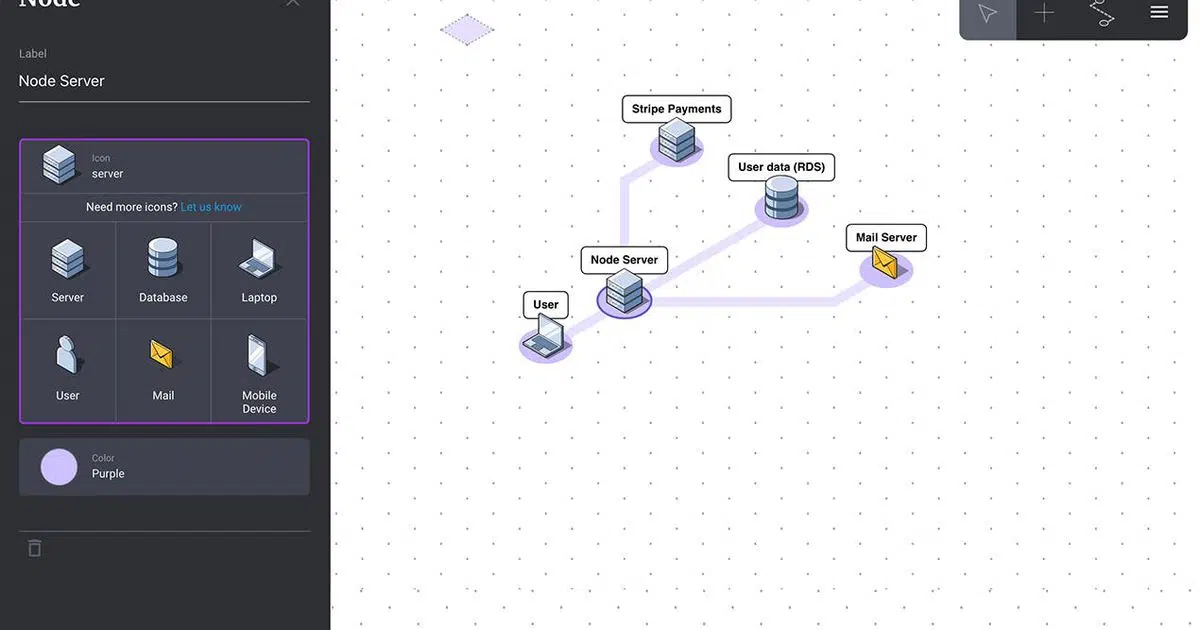 Node
Label
Node Server
Icon
server
Need more icons? Let us know
Server
Database
Laptop
User
Mail
Mobile
Device
Color
Purple
Stripe Payments
User data (RDS)
Mail Server
Node Server
User